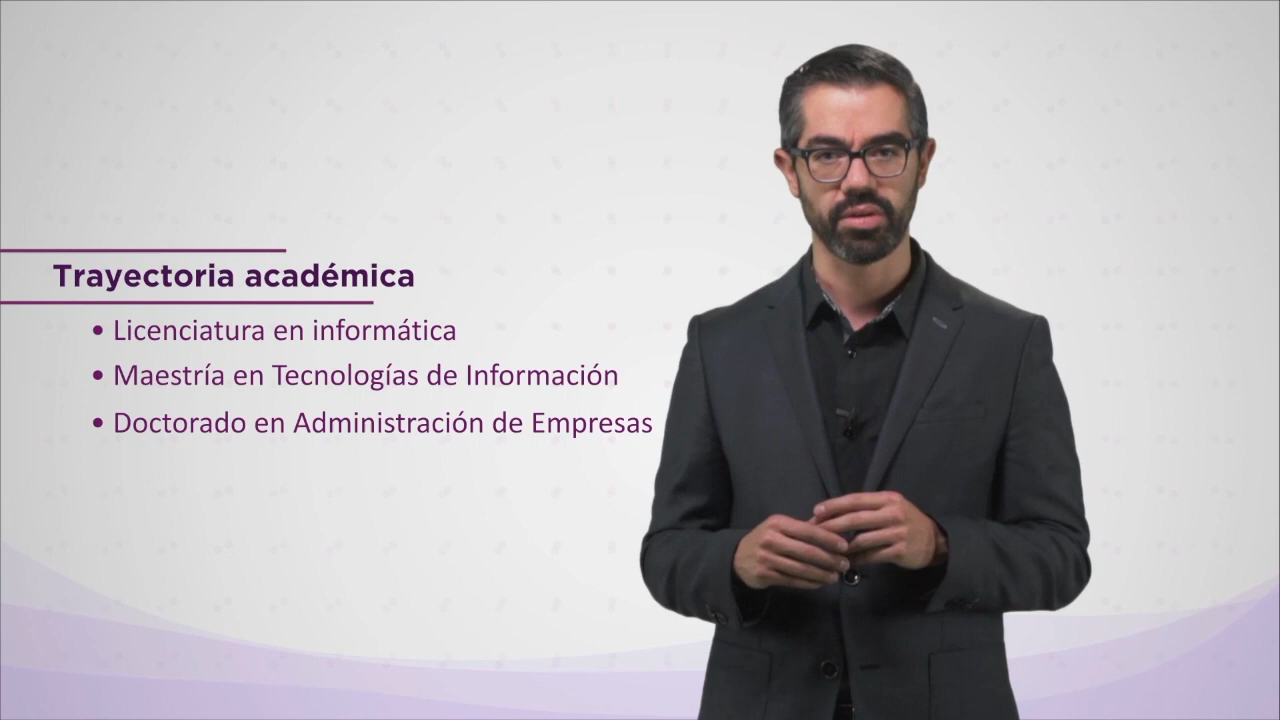 Trayectoria académica
• Licenciatura en informática
• Maestría en Tecnologías de Información
• Doctorado en Administración de Empresas